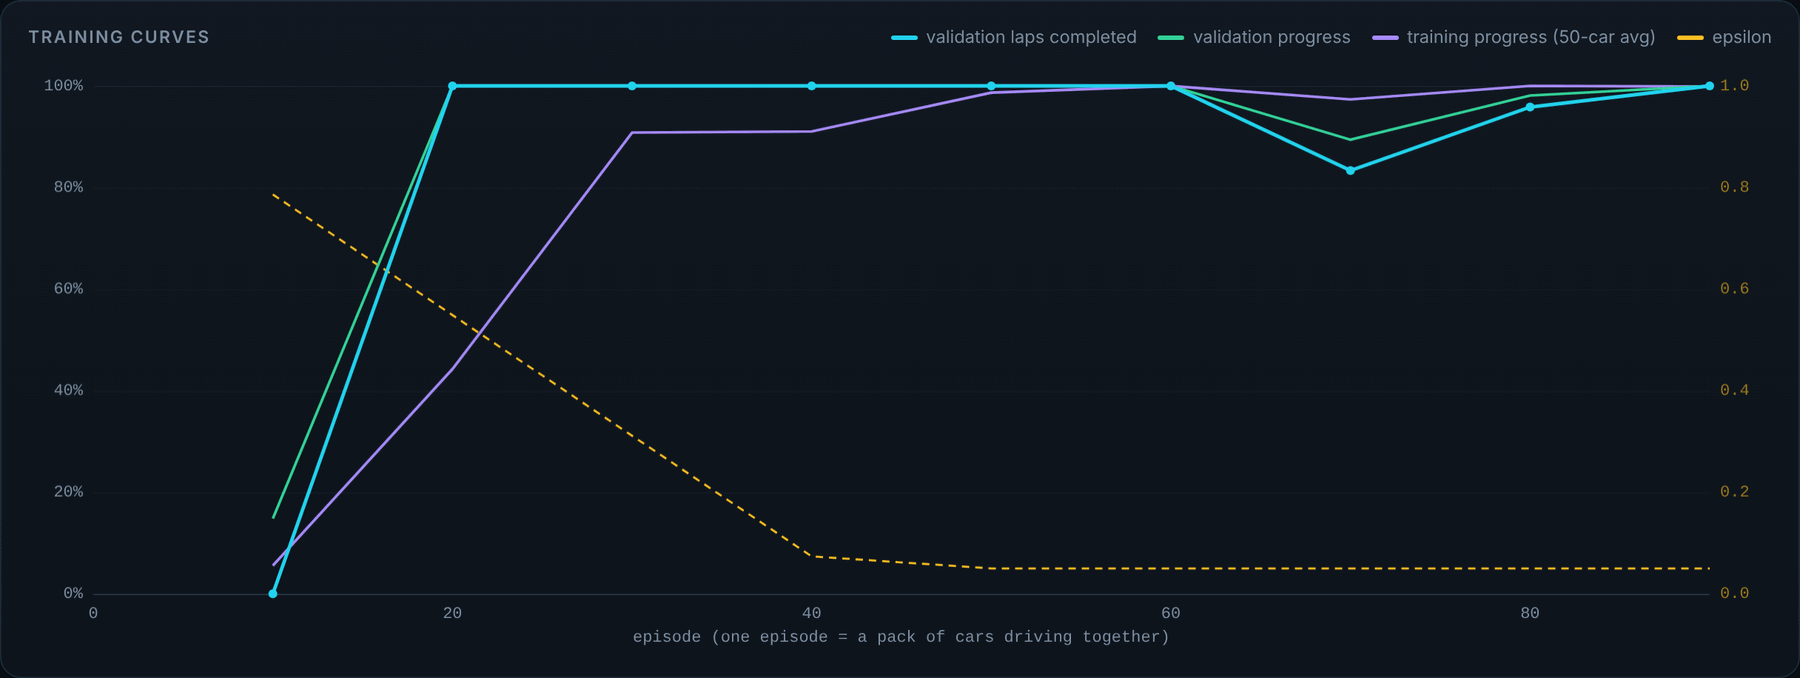 TRAINING CURVES
validation laps completed
validation progress
training progress (50-car avg)
epsilon
100%
1.0
80%
0.8
60%
0.6
40%
0.4
20%
0.2
0%
0.0
0
20
40
60
80
episode (one episode = a pack of cars driving together)